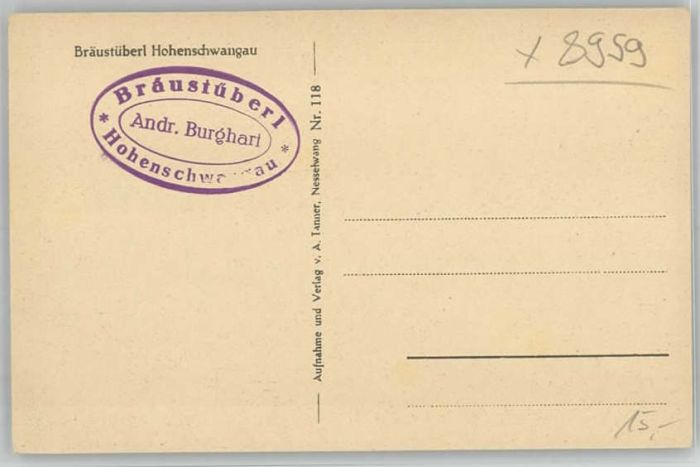 Bräustüberl Hohenschwangau
Bräustüberl
Andr. Burghart
* Hohenschwangau *
Aufnahme und Verlag v. A. Tanner, Nesselwang Nr. 118
x 8959
15,-